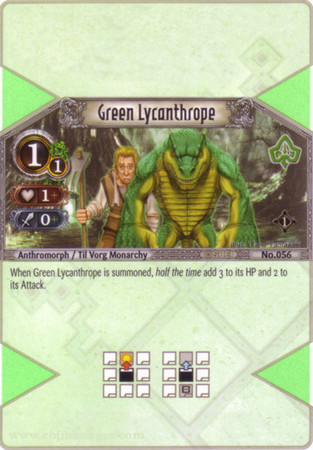 Green Lycanthrope
1
1
1+
0
1
Anthromorph / Til Vorg Monarchy
No.056
When Green Lycanthrope is summoned, half the time add 3 to its HP and 2 to
its Attack.